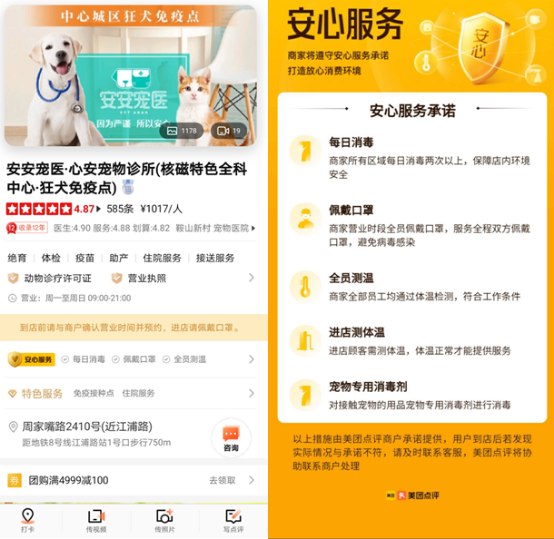 中心城区狂犬免疫点
安安宠医
因为严谨 所以安心
1178
19
安安宠医·心安宠物诊所(核磁特色全科
中心·狂犬免疫点)
4.87
585条
¥1017/人
收录12年
医生:4.90 服务:4.88 划算:4.82
鞍山新村 宠物医院
绝育
体检
疫苗
助产
住院服务
接送服务
动物诊疗许可证
营业执照
营业：周一至周日 09:00-21:00
到店前请与商户确认营业时间并预约、进店请佩戴口罩。
安心服务
每日消毒
佩戴口罩
全员测温
特色服务
免疫接种点
住院服务
周家嘴路2410号(近江浦路)
距地铁8号线江浦路站1号口步行750m
咨询
券
团购满4999减100
去领取
打卡
传视频
传照片
写点评
安心服务
商家将遵守安心服务承诺
打造放心消费环境
安心
安心服务承诺
每日消毒
商家所有区域每日消毒两次以上，保障店内环境
安全
佩戴口罩
商家营业时段全员佩戴口罩，服务全程双方佩戴
口罩，避免病毒感染
全员测温
商家全部员工均通过体温检测，符合工作条件
进店测体温
进店顾客需测体温，体温正常才能提供服务
宠物专用消毒剂
对接触宠物的用品宠物专用消毒剂进行消毒
以上措施由美团点评商户承诺提供，用户到店后若发现
实际情况与承诺不符，请及时联系客服，美团点评将协
助联系商户处理
美团点评